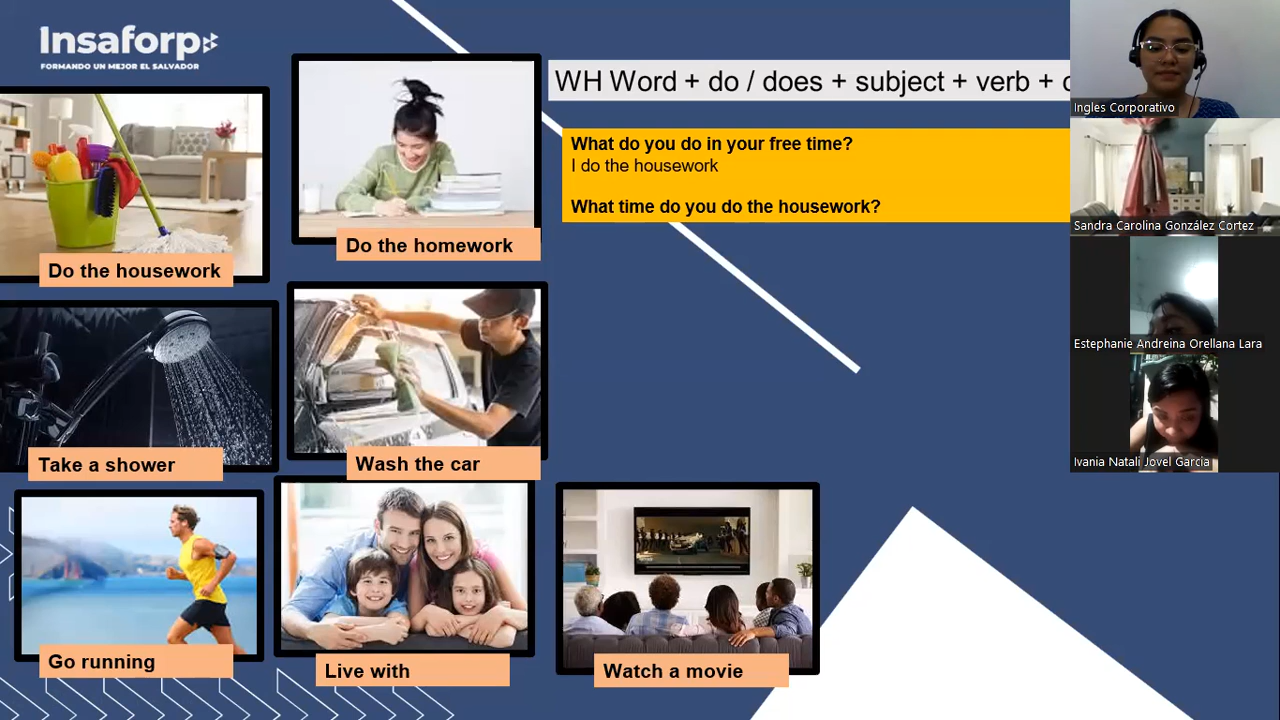 Insaforp
FORMANDO UN MEJOR EL SALVADOR
WH Word + do / does + subject + verb +
What do you do in your free time?
I do the housework
What time do you do the housework?
Do the housework
Do the homework
Take a shower
Wash the car
Go running
Live with
Watch a movie
Ingles Corporativo
Sandra Carolina González Cortez
Estephanie Andreina Orellana Lara
Ivania Natali Jovel Garcia